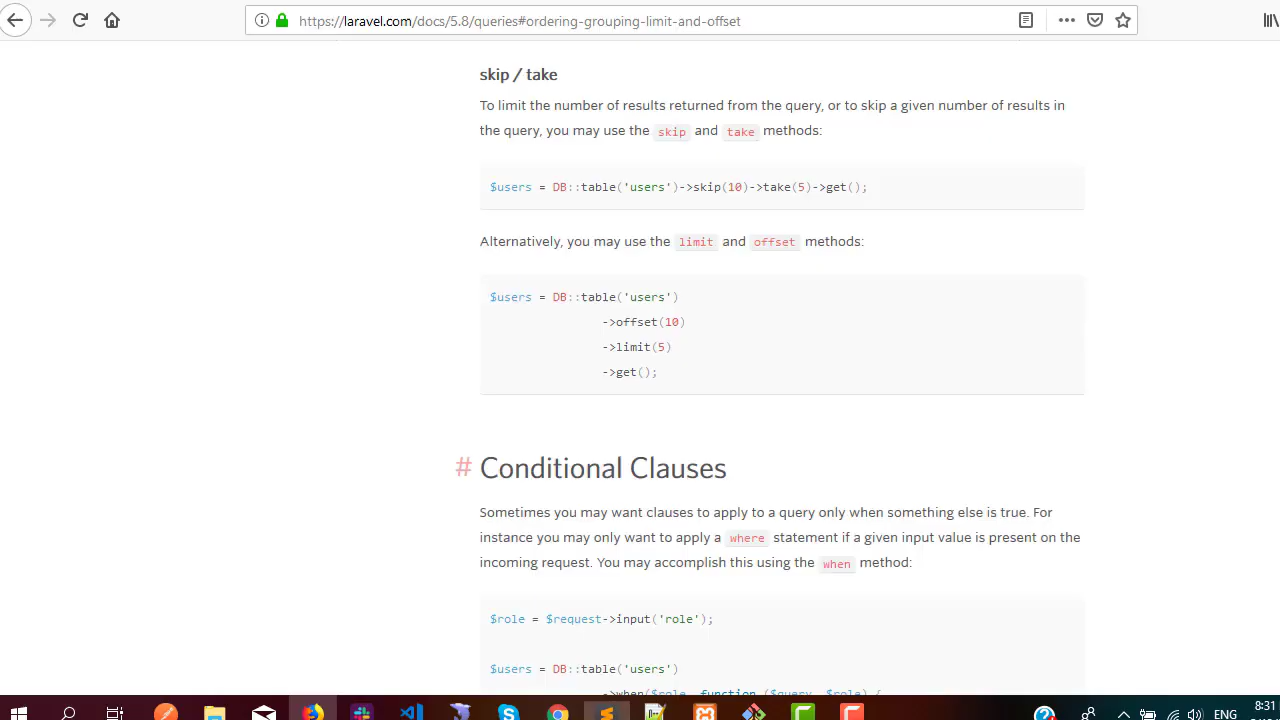 https://laravel.com/docs/5.8/queries#ordering-grouping-limit-and-offset
skip / take
To limit the number of results returned from the query, or to skip a given number of results in
the query, you may use the skip and take methods:
$users = DB::table('users')->skip(10)->take(5)->get();
Alternatively, you may use the limit and offset methods:
$users = DB::table('users')
->offset(10)
->limit(5)
->get();
# Conditional Clauses
Sometimes you may want clauses to apply to a query only when something else is true. For
instance you may only want to apply a where statement if a given input value is present on the
incoming request. You may accomplish this using the when method:
$role = $request->input('role');
$users = DB::table('users')
->when($role, function ($query, $role) {
ENG
8:31